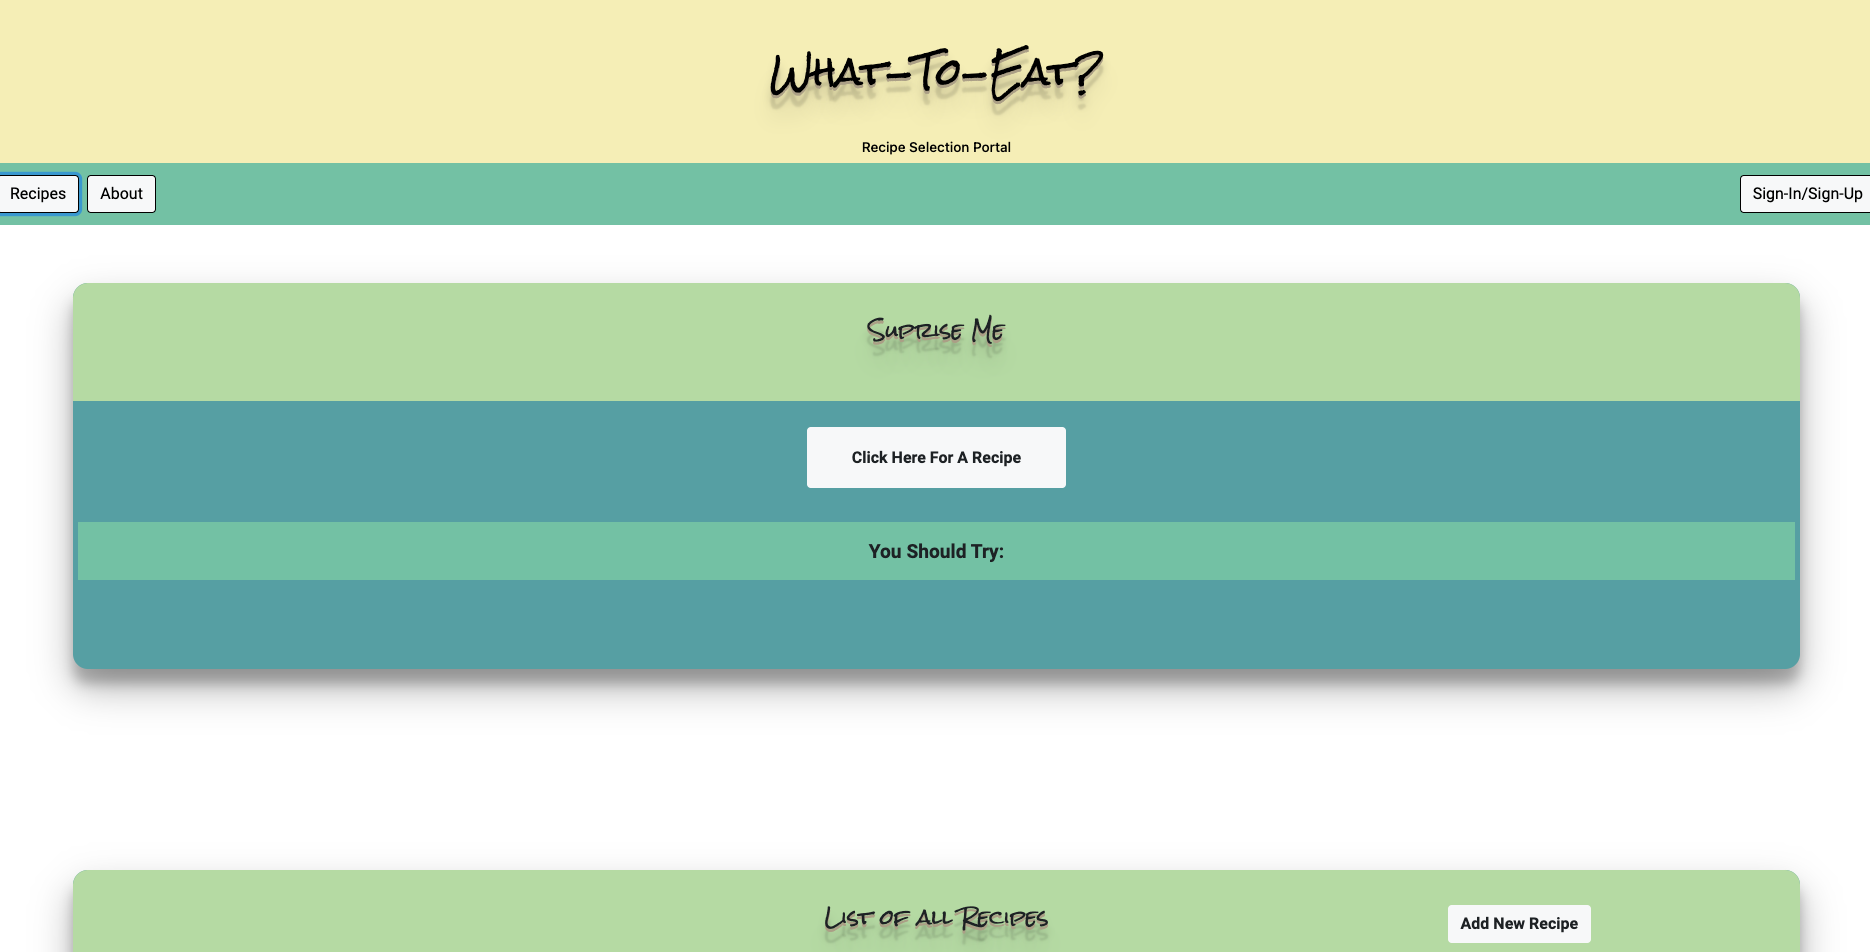 What-To-Eat?
Recipe Selection Portal
Recipes About Sign-In/Sign-Up
Suprise Me
Click Here For A Recipe
You Should Try:
List of all Recipes Add New Recipe